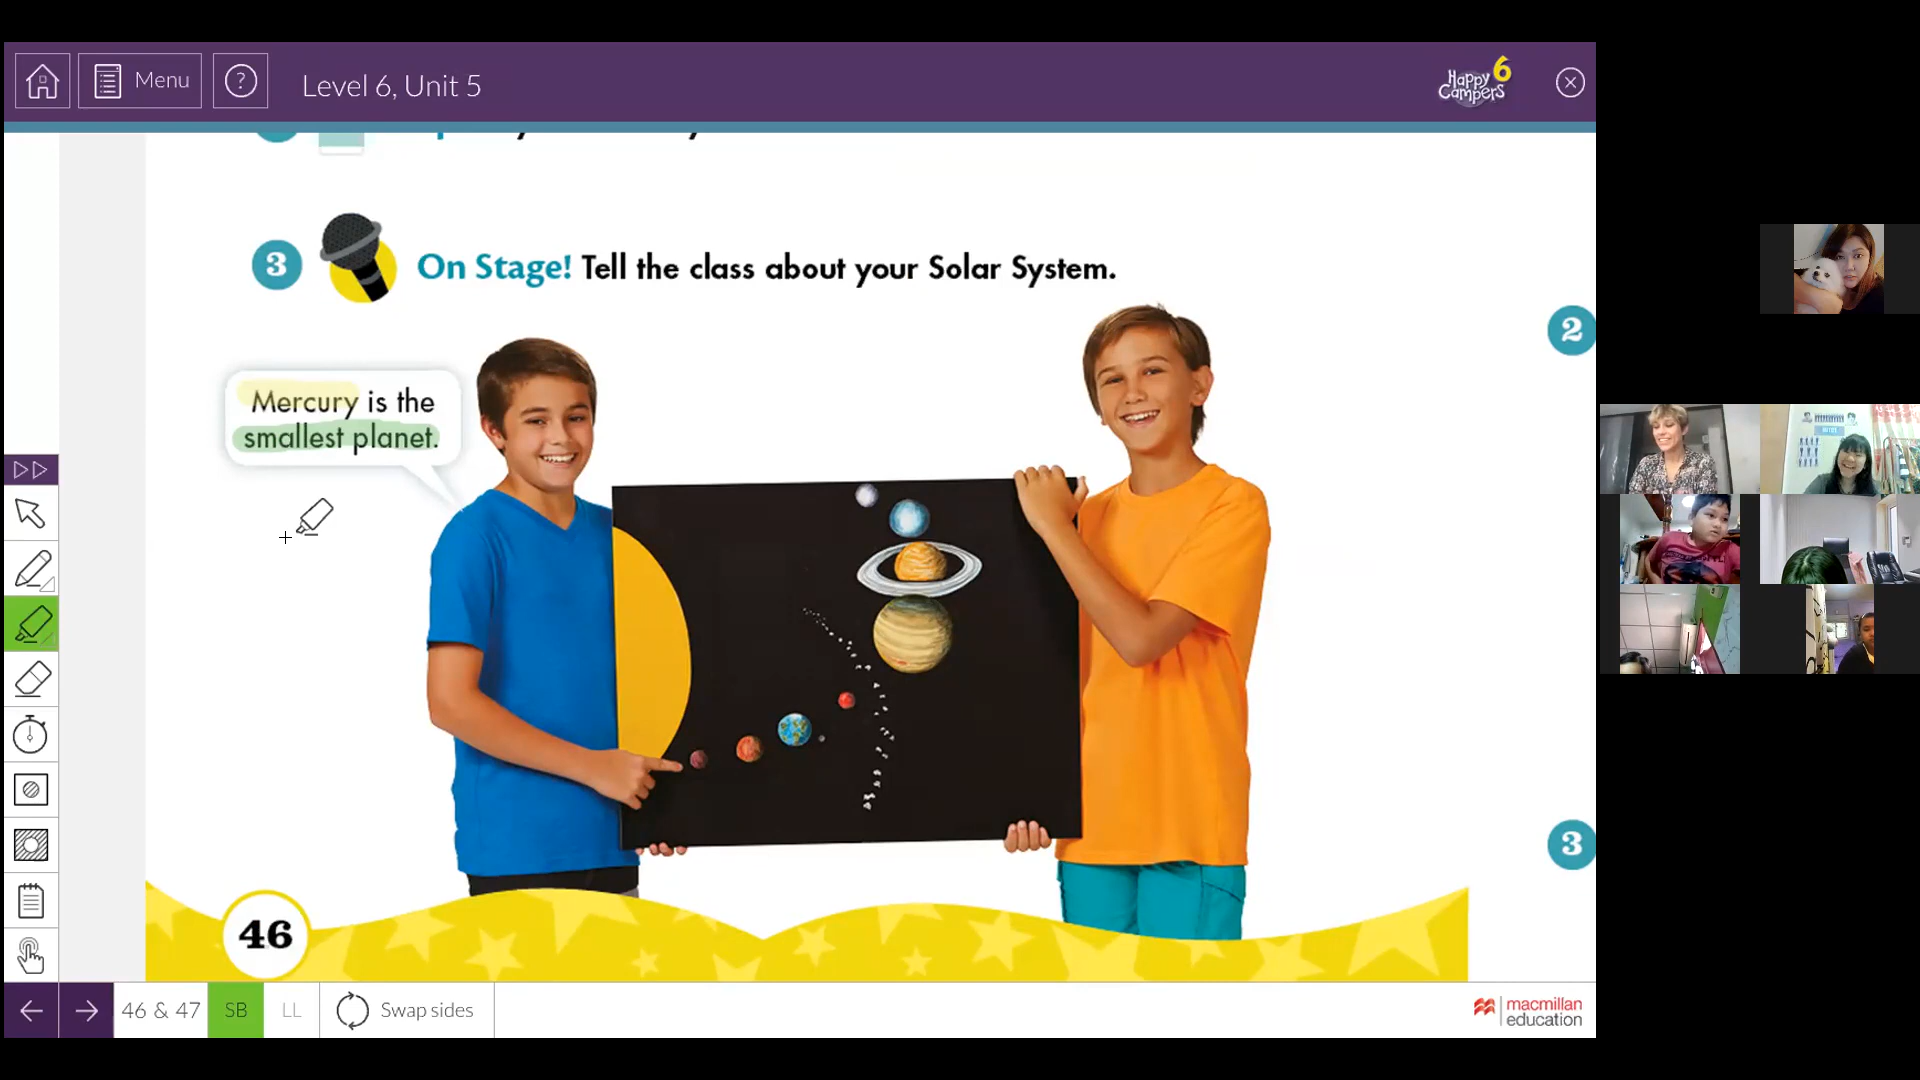 Menu
?
Level 6, Unit 5
Happy Campers 6
3
On Stage! Tell the class about your Solar System.
2
Mercury is the
smallest planet.
3
46
46 & 47
SB
LL
Swap sides
macmillan
education